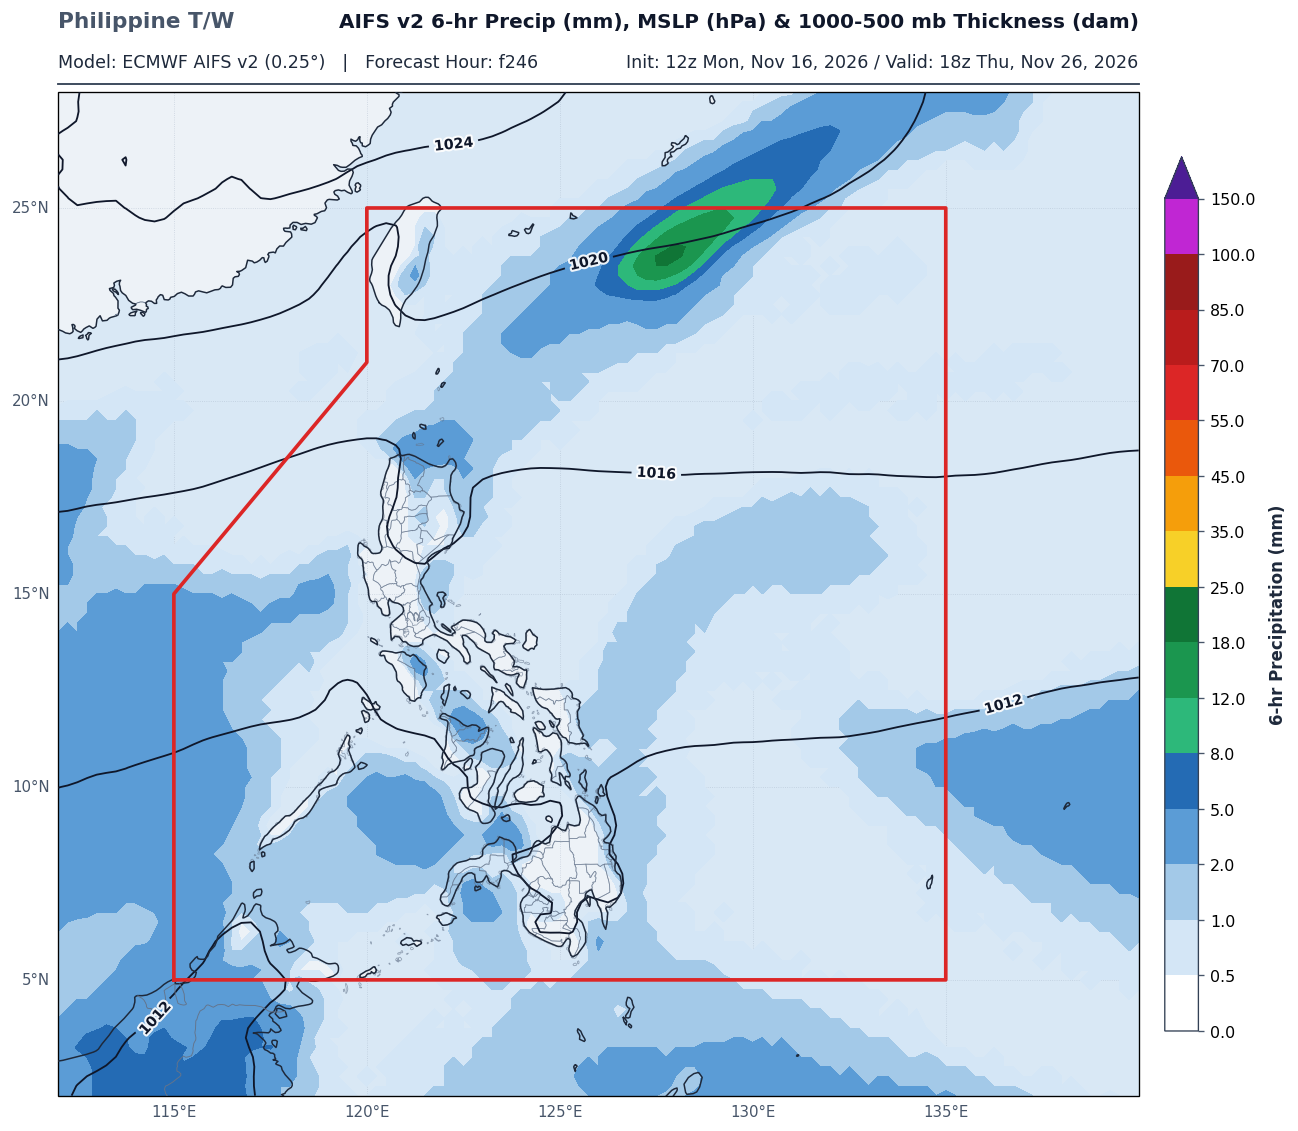 Philippine T/W
AIFS v2 6-hr Precip (mm), MSLP (hPa) & 1000-500 mb Thickness (dam)
Model: ECMWF AIFS v2 (0.25°) | Forecast Hour: f246
Init: 12z Mon, Nov 16, 2026 / Valid: 18z Thu, Nov 26, 2026
1024
1020
1016
1012
1012
25°N
20°N
15°N
10°N
5°N
115°E
120°E
125°E
130°E
135°E
150.0
100.0
85.0
70.0
55.0
45.0
35.0
25.0
18.0
12.0
8.0
5.0
2.0
1.0
0.5
0.0
6-hr Precipitation (mm)